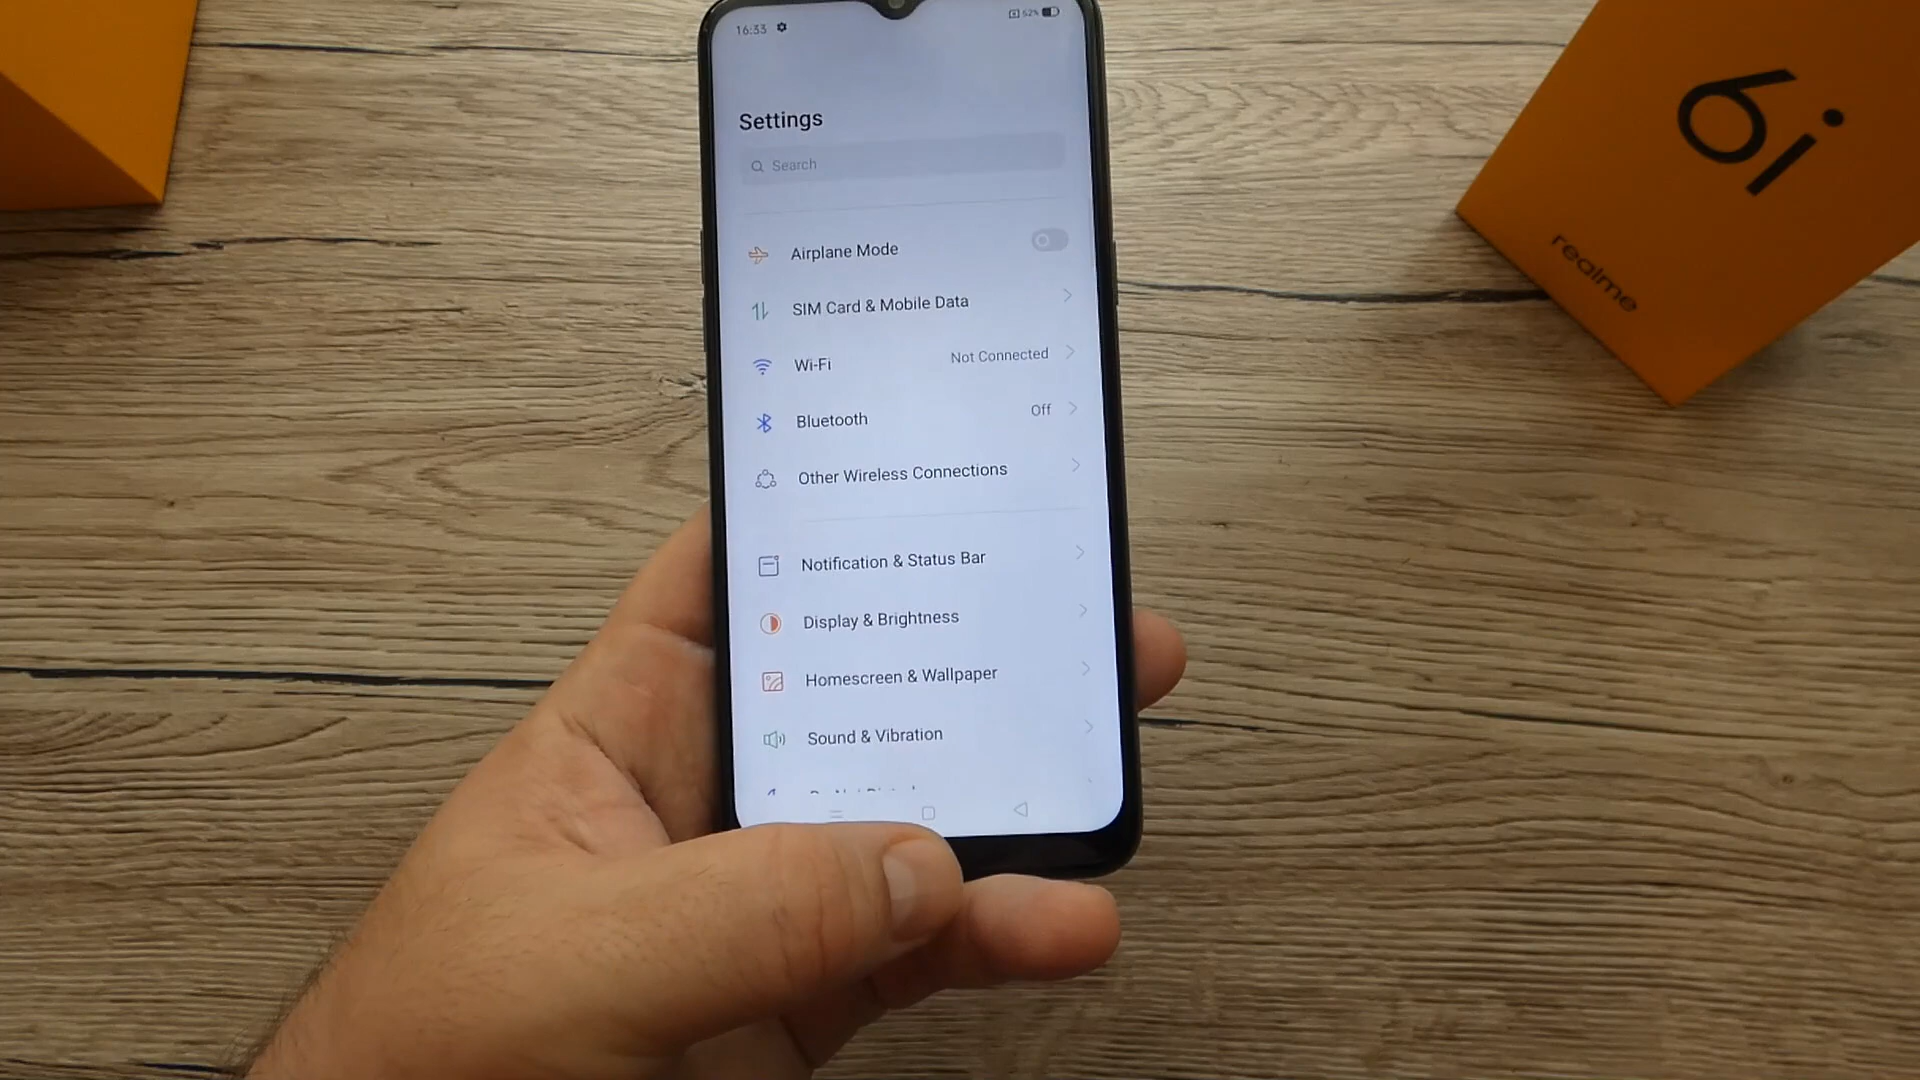 16:33
52%
Settings
Search
Airplane Mode
SIM Card & Mobile Data
Wi-Fi Not Connected
Bluetooth Off
Other Wireless Connections
Notification & Status Bar
Display & Brightness
Homescreen & Wallpaper
Sound & Vibration
6i
realme